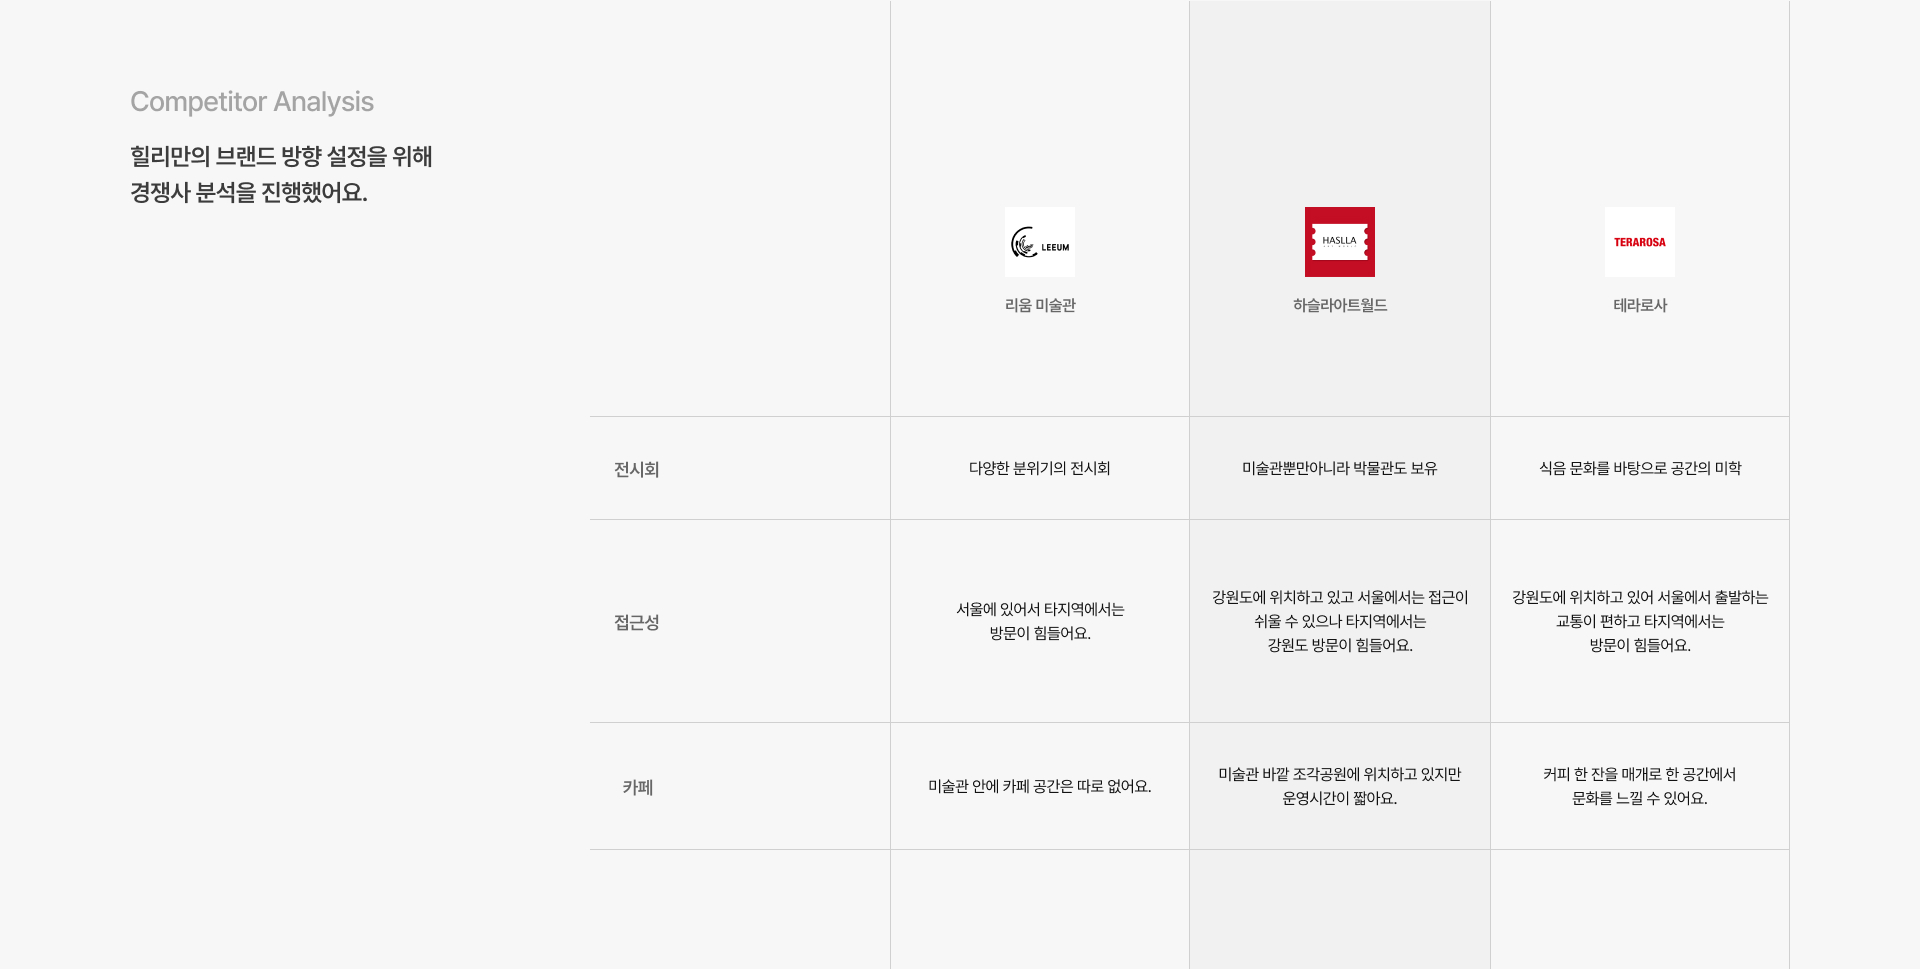 Competitor Analysis
힐리만의 브랜드 방향 설정을 위해
경쟁사 분석을 진행했어요.
LEEUM
HASLLA
TERAROSA
리움 미술관
하슬라아트월드
테라로사
전시회
다양한 분위기의 전시회
미술관뿐만아니라 박물관도 보유
식음 문화를 바탕으로 공간의 미학
접근성
서울에 있어서 타지역에서는
방문이 힘들어요.
강원도에 위치하고 있고 서울에서는 접근이
쉬울 수 있으나 타지역에서는
강원도 방문이 힘들어요.
강원도에 위치하고 있어 서울에서 출발하는
교통이 편하고 타지역에서는
방문이 힘들어요.
카페
미술관 안에 카페 공간은 따로 없어요.
미술관 바깥 조각공원에 위치하고 있지만
운영시간이 짧아요.
커피 한 잔을 매개로 한 공간에서
문화를 느낄 수 있어요.